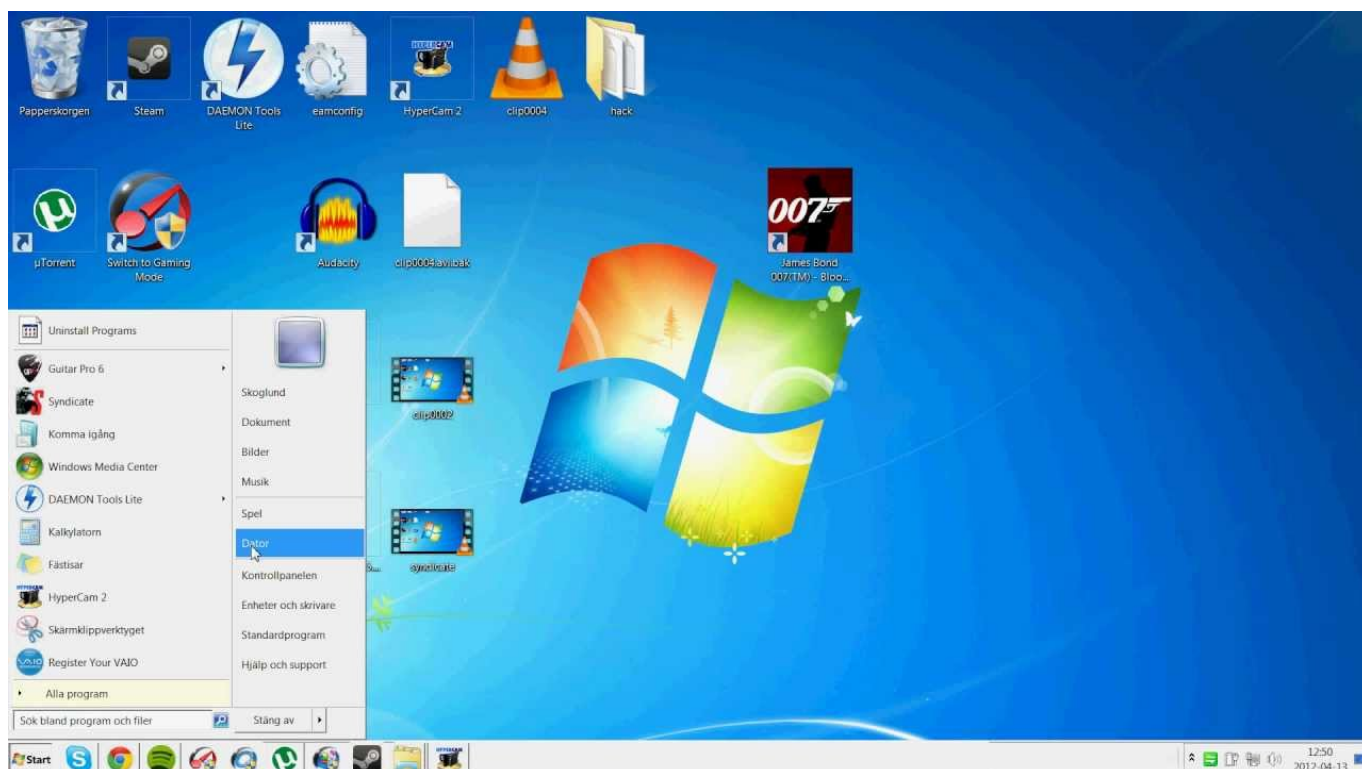 Papperskorgen
Steam
DAEMON Tools
Lite
eamconfig
HYPERCAM
HyperCam 2
clip0004
hack
µTorrent
Switch to Gaming
Mode
Audacity
clip0004.avi.bak
007
James Bond
007(TM) - Bloo...
Uninstall Programs
Guitar Pro 6
Syndicate
Komma igång
Windows Media Center
DAEMON Tools Lite
Kalkylatorn
Fästisar
HyperCam 2
Skärmklippverktyget
VAIO
Register Your VAIO
Alla program
Sök bland program och filer
Skoglund
Dokument
Bilder
Musik
Spel
Dator
Kontrollpanelen
Enheter och skrivare
Standardprogram
Hjälp och support
Stäng av
clip0002
syndicate
Start
12:50
2012-04-13